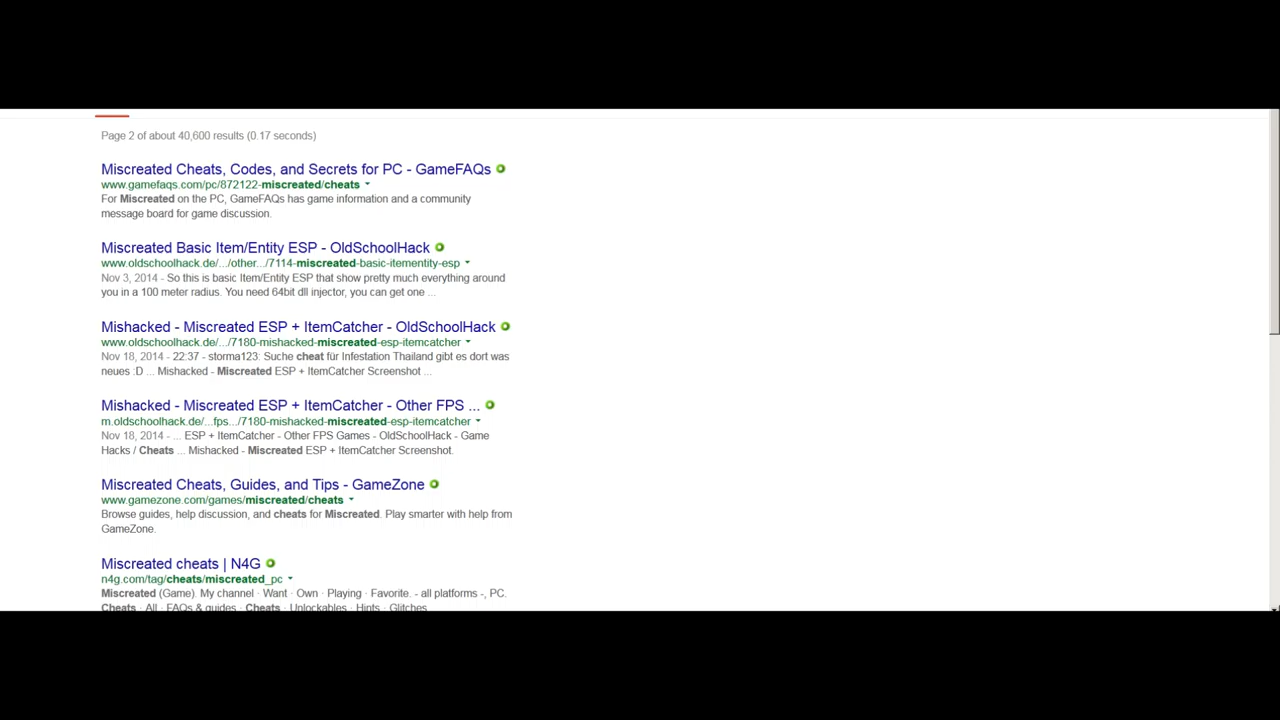 Page 2 of about 40,600 results (0.17 seconds)
Miscreated Cheats, Codes, and Secrets for PC - GameFAQs
www.gamefaqs.com/pc/872122-miscreated/cheats
For Miscreated on the PC, GameFAQs has game information and a community
message board for game discussion.
Miscreated Basic Item/Entity ESP - OldSchoolHack
www.oldschoolhack.de/.../other.../7114-miscreated-basic-itementity-esp
Nov 3, 2014 - So this is basic Item/Entity ESP that show pretty much everything around
you in a 100 meter radius. You need 64bit dll injector, you can get one ...
Mishacked - Miscreated ESP + ItemCatcher - OldSchoolHack
www.oldschoolhack.de/.../7180-mishacked-miscreated-esp-itemcatcher
Nov 18, 2014 - 22:37 - storma123: Suche cheat für Infestation Thailand gibt es dort was
neues :D ... Mishacked - Miscreated ESP + ItemCatcher Screenshot ...
Mishacked - Miscreated ESP + ItemCatcher - Other FPS ...
m.oldschoolhack.de/...fps.../7180-mishacked-miscreated-esp-itemcatcher
Nov 18, 2014 - ... ESP + ItemCatcher - Other FPS Games - OldSchoolHack - Game
Hacks / Cheats ... Mishacked - Miscreated ESP + ItemCatcher Screenshot.
Miscreated Cheats, Guides, and Tips - GameZone
www.gamezone.com/games/miscreated/cheats
Browse guides, help discussion, and cheats for Miscreated. Play smarter with help from
GameZone.
Miscreated cheats | N4G
n4g.com/tag/cheats/miscreated_pc
Miscreated (Game). My channel · Want · Own · Playing · Favorite. - all platforms -, PC.
Cheats · All · FAQs & guides · Cheats · Unlockables · Hints · Glitches